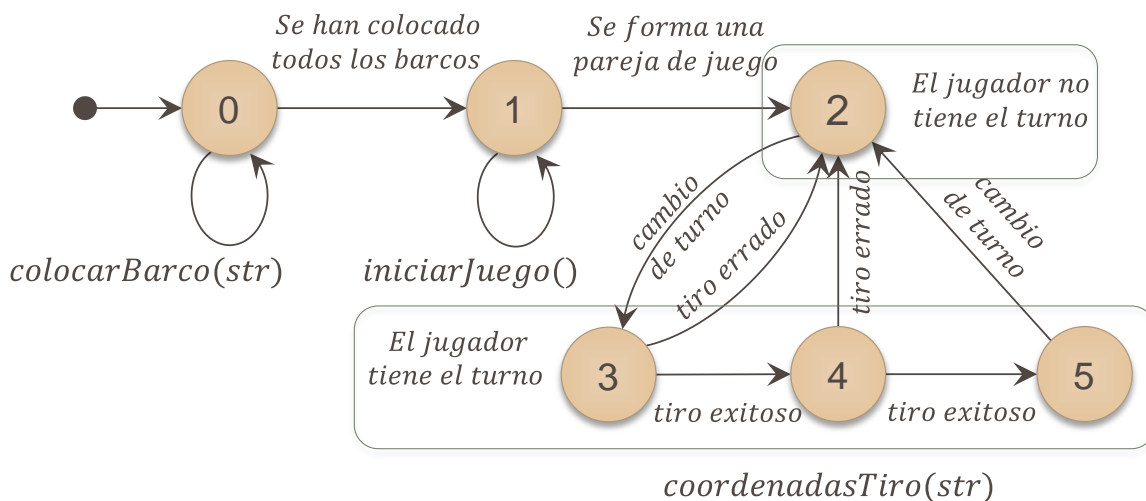 Se han colocado
todos los barcos
Se forma una
pareja de juego
0
1
2
El jugador no
tiene el turno
colocarBarco(str)
iniciarJuego()
cambio
de turno
tiro errado
tiro errado
cambio
de turno
El jugador
tiene el turno
3
4
5
tiro exitoso
tiro exitoso
coordenadasTiro(str)